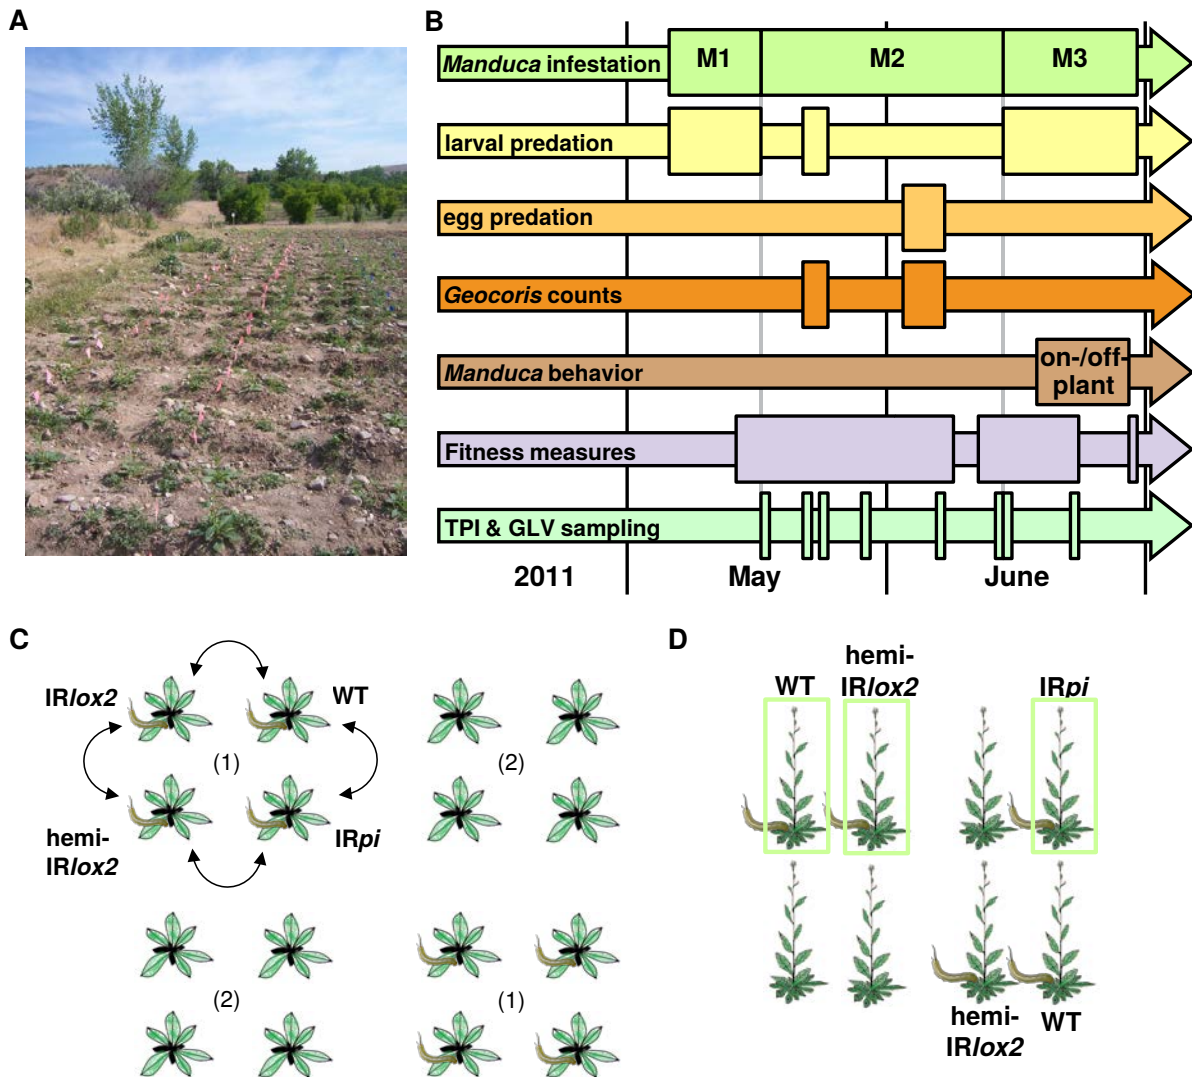 A
B
Manduca infestation
M1
M2
M3
larval predation
egg predation
Geocoris counts
Manduca behavior
on-/off-
plant
Fitness measures
TPI & GLV sampling
2011
May
June
C
IRlox2
WT
(1)
hemi-
IRlox2
IRpi
(2)
(2)
(1)
D
WT
hemi-
IRlox2
IRpi
hemi-
IRlox2
WT